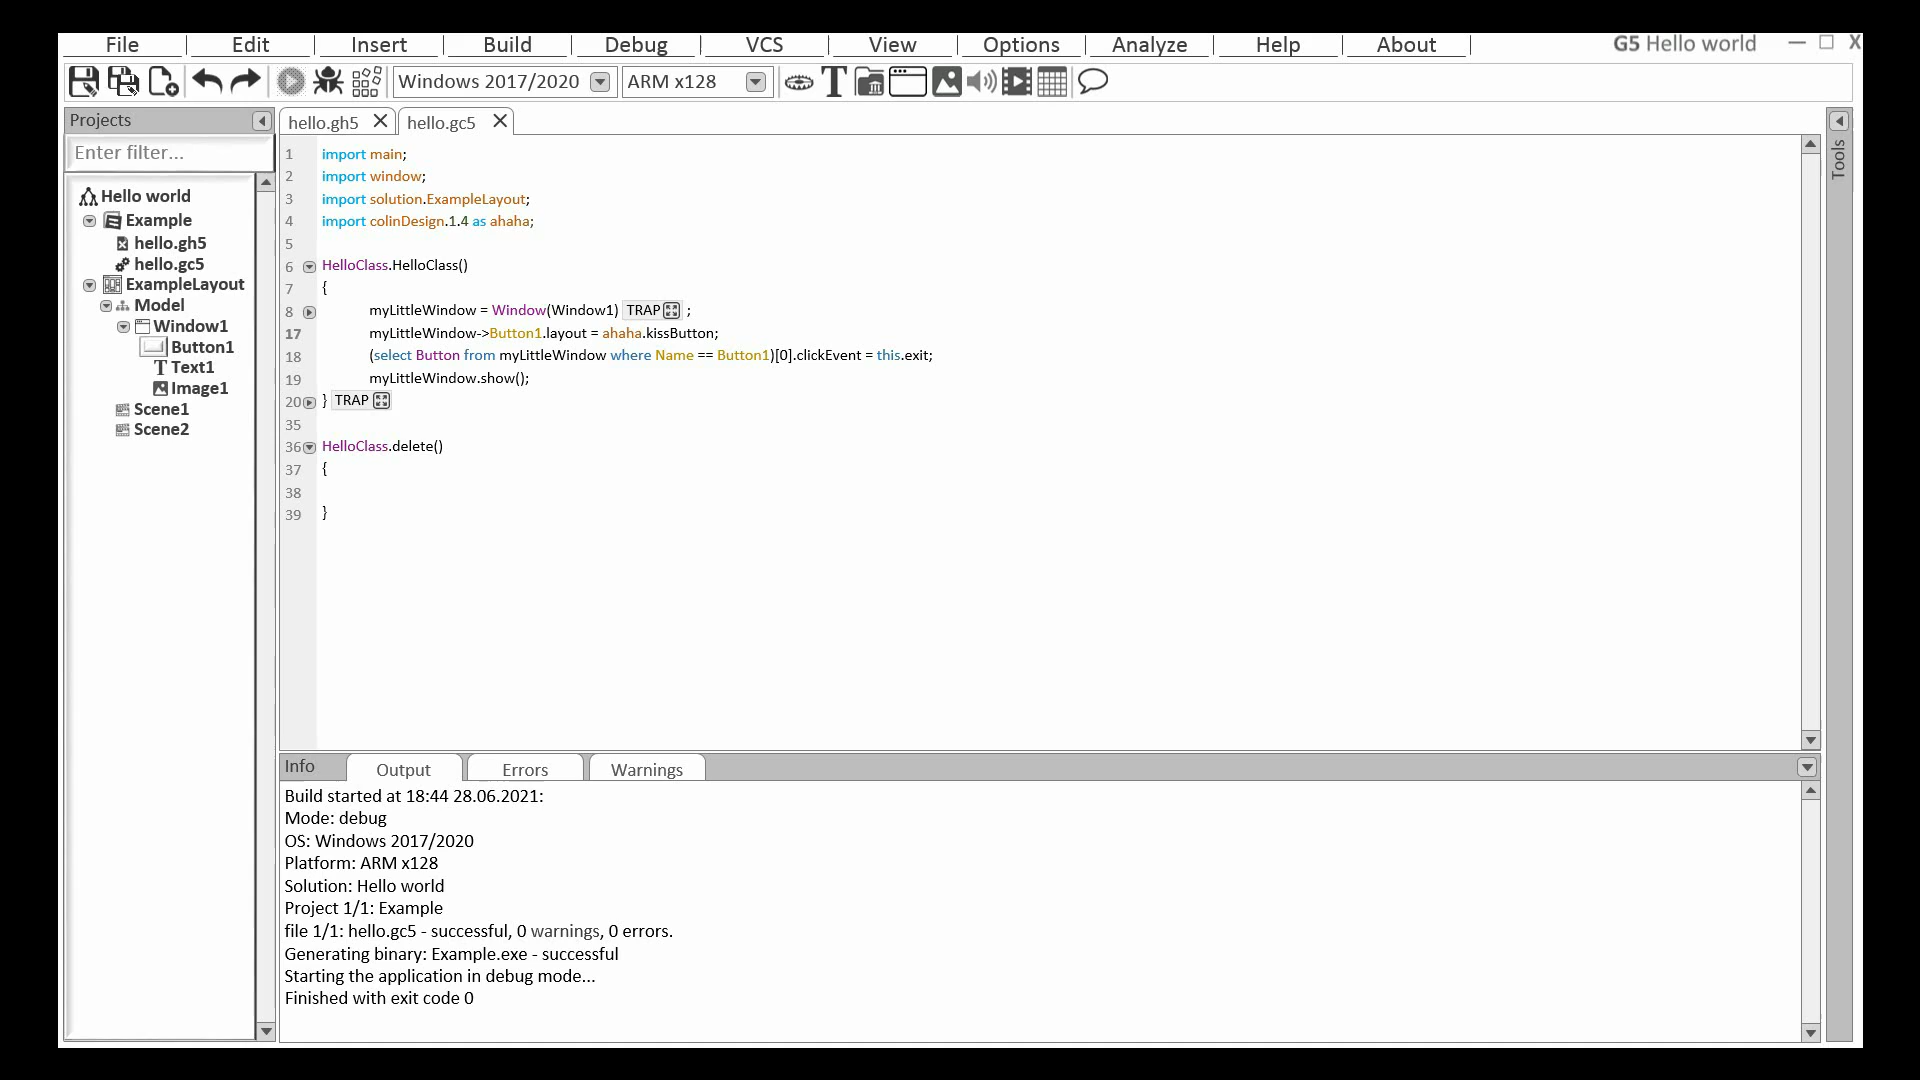 File Edit Insert Build Debug VCS View Options Analyze Help About G5 Hello world
Windows 2017/2020 ARM x128
Projects
Enter filter...
Hello world
Example
hello.gh5
hello.gc5
ExampleLayout
Model
Window1
Button1
Text1
Image1
Scene1
Scene2
hello.gh5 hello.gc5
1 import main;
2 import window;
3 import solution.ExampleLayout;
4 import colinDesign.1.4 as ahaha;
5
6 HelloClass.HelloClass()
7 {
8 myLittleWindow = Window(Window1) TRAP ;
17 myLittleWindow->Button1.layout = ahaha.kissButton;
18 (select Button from myLittleWindow where Name == Button1)[0].clickEvent = this.exit;
19 myLittleWindow.show();
20 } TRAP
35
36 HelloClass.delete()
37 {
38
39 }
Tools
Info Output Errors Warnings
Build started at 18:44 28.06.2021:
Mode: debug
OS: Windows 2017/2020
Platform: ARM x128
Solution: Hello world
Project 1/1: Example
file 1/1: hello.gc5 - successful, 0 warnings, 0 errors.
Generating binary: Example.exe - successful
Starting the application in debug mode...
Finished with exit code 0